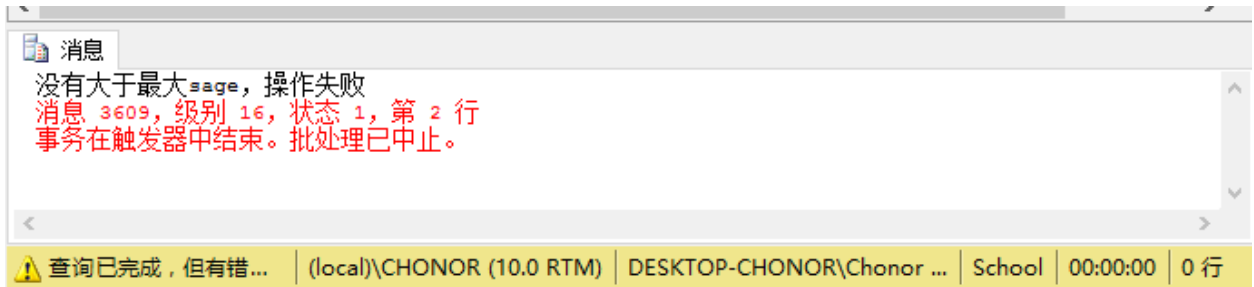 消息
没有大于最大sage，操作失败
消息 3609，级别 16，状态 1，第 2 行
事务在触发器中结束。批处理已中止。
查询已完成，但有错... (local)\CHONOR (10.0 RTM) DESKTOP-CHONOR\Chonor ... School 00:00:00 0 行